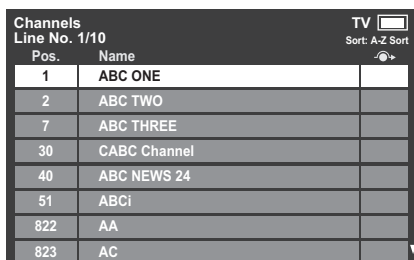 Channels TV
Line No. 1/10 Sort: A-Z Sort
Pos. Name
1 ABC ONE
2 ABC TWO
7 ABC THREE
30 CABC Channel
40 ABC NEWS 24
51 ABCi
822 AA
823 AC